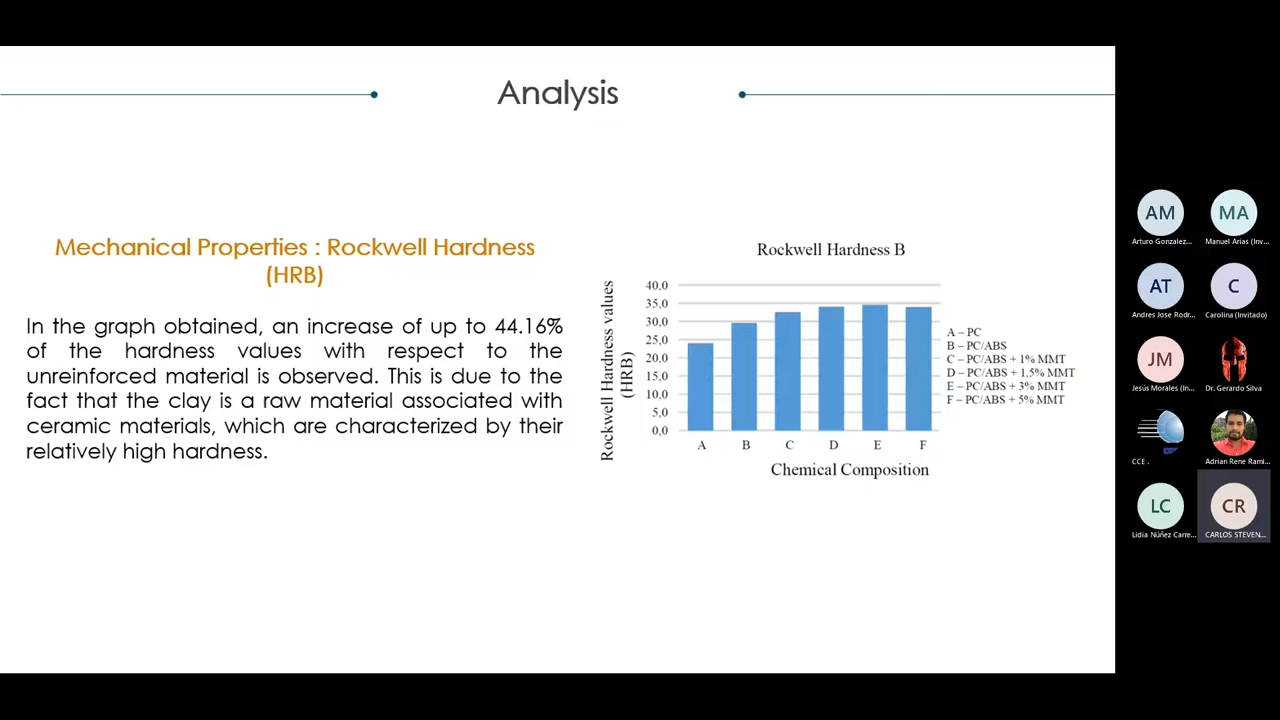 Analysis
Mechanical Properties : Rockwell Hardness
(HRB)
In the graph obtained, an increase of up to 44.16%
of the hardness values with respect to the
unreinforced material is observed. This is due to the
fact that the clay is a raw material associated with
ceramic materials, which are characterized by their
relatively high hardness.
Rockwell Hardness B
Rockwell Hardness values
(HRB)
40,0
35,0
30,0
25,0
20,0
15,0
10,0
5,0
0,0
A B C D E F
Chemical Composition
A – PC
B – PC/ABS
C – PC/ABS + 1% MMT
D – PC/ABS + 1,5% MMT
E – PC/ABS + 3% MMT
F – PC/ABS + 5% MMT
AM
Arturo Gonzalez...
MA
Manuel Arias (Inv...
AT
Andres Jose Rodr...
C
Carolina (Invitado)
JM
Jesús Morales (In...
Dr. Gerardo Silva
CCE .
Adrian Rene Rami...
LC
Lidia Núñez Carre...
CR
CARLOS STEVEN...